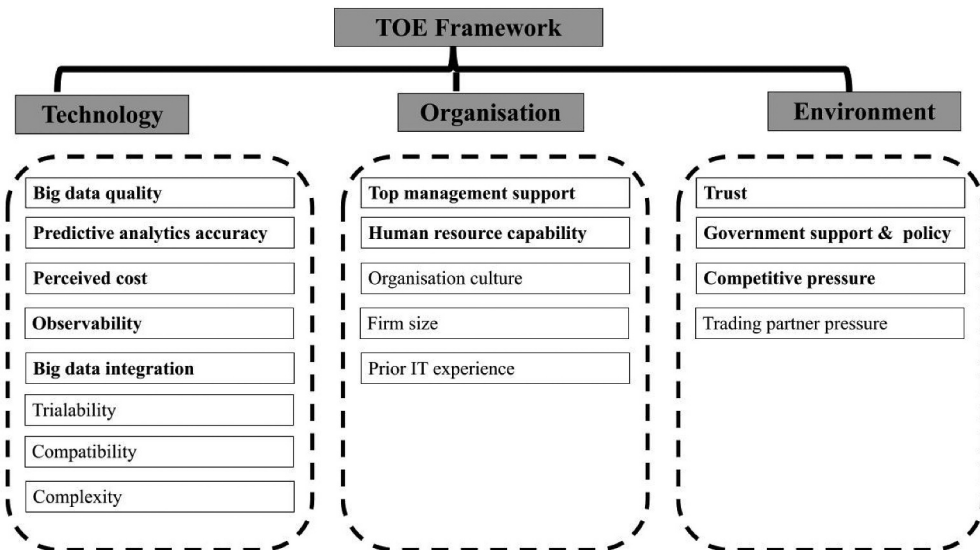 TOE Framework
Technology
Organisation
Environment
Big data quality
Predictive analytics accuracy
Perceived cost
Observability
Big data integration
Trialability
Compatibility
Complexity
Top management support
Human resource capability
Organisation culture
Firm size
Prior IT experience
Trust
Government support & policy
Competitive pressure
Trading partner pressure